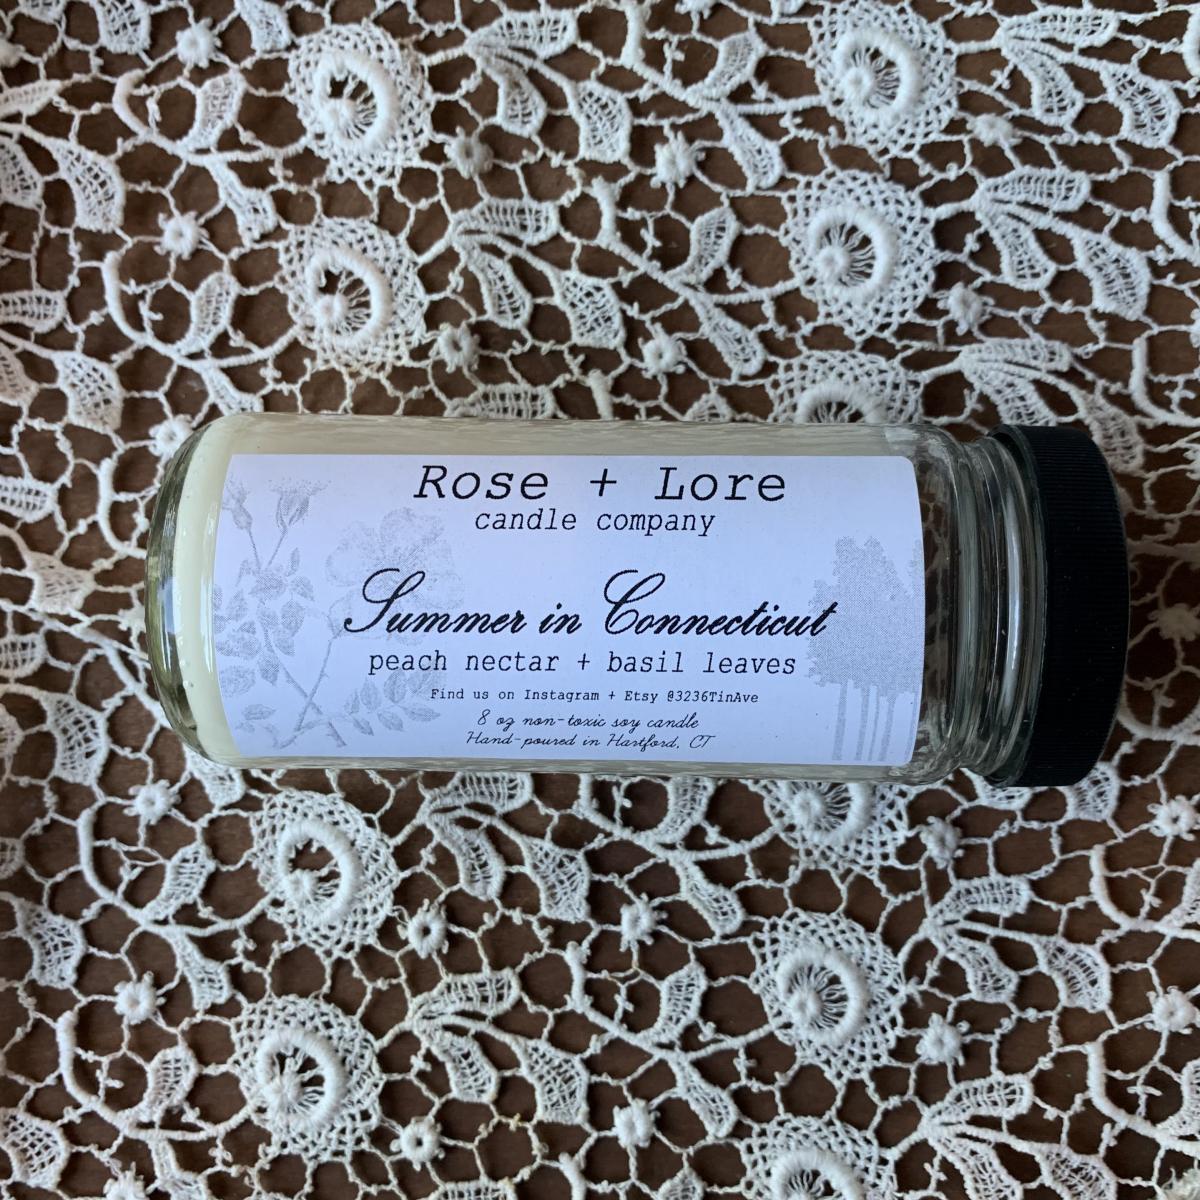 Rose + Lore
candle company
Summer in Connecticut
peach nectar + basil leaves
Find us on Instagram + Etsy @3236TinAve
8 oz non-toxic soy candle
Hand-poured in Hartford, CT